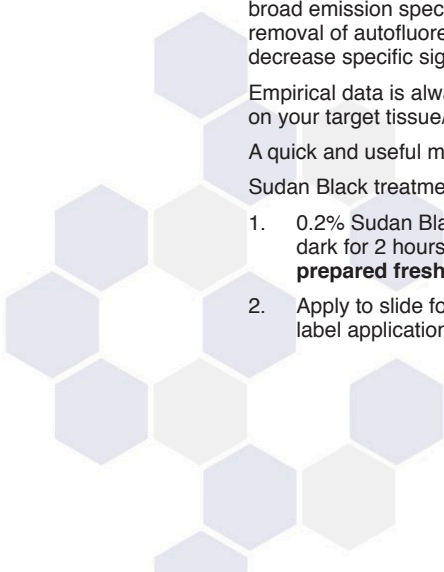 broad emission spec
removal of autofluore
decrease specific sig
Empirical data is alwa
on your target tissue/
A quick and useful m
Sudan Black treatme
1. 0.2% Sudan Bla
dark for 2 hours
prepared fresh
2. Apply to slide fo
label application